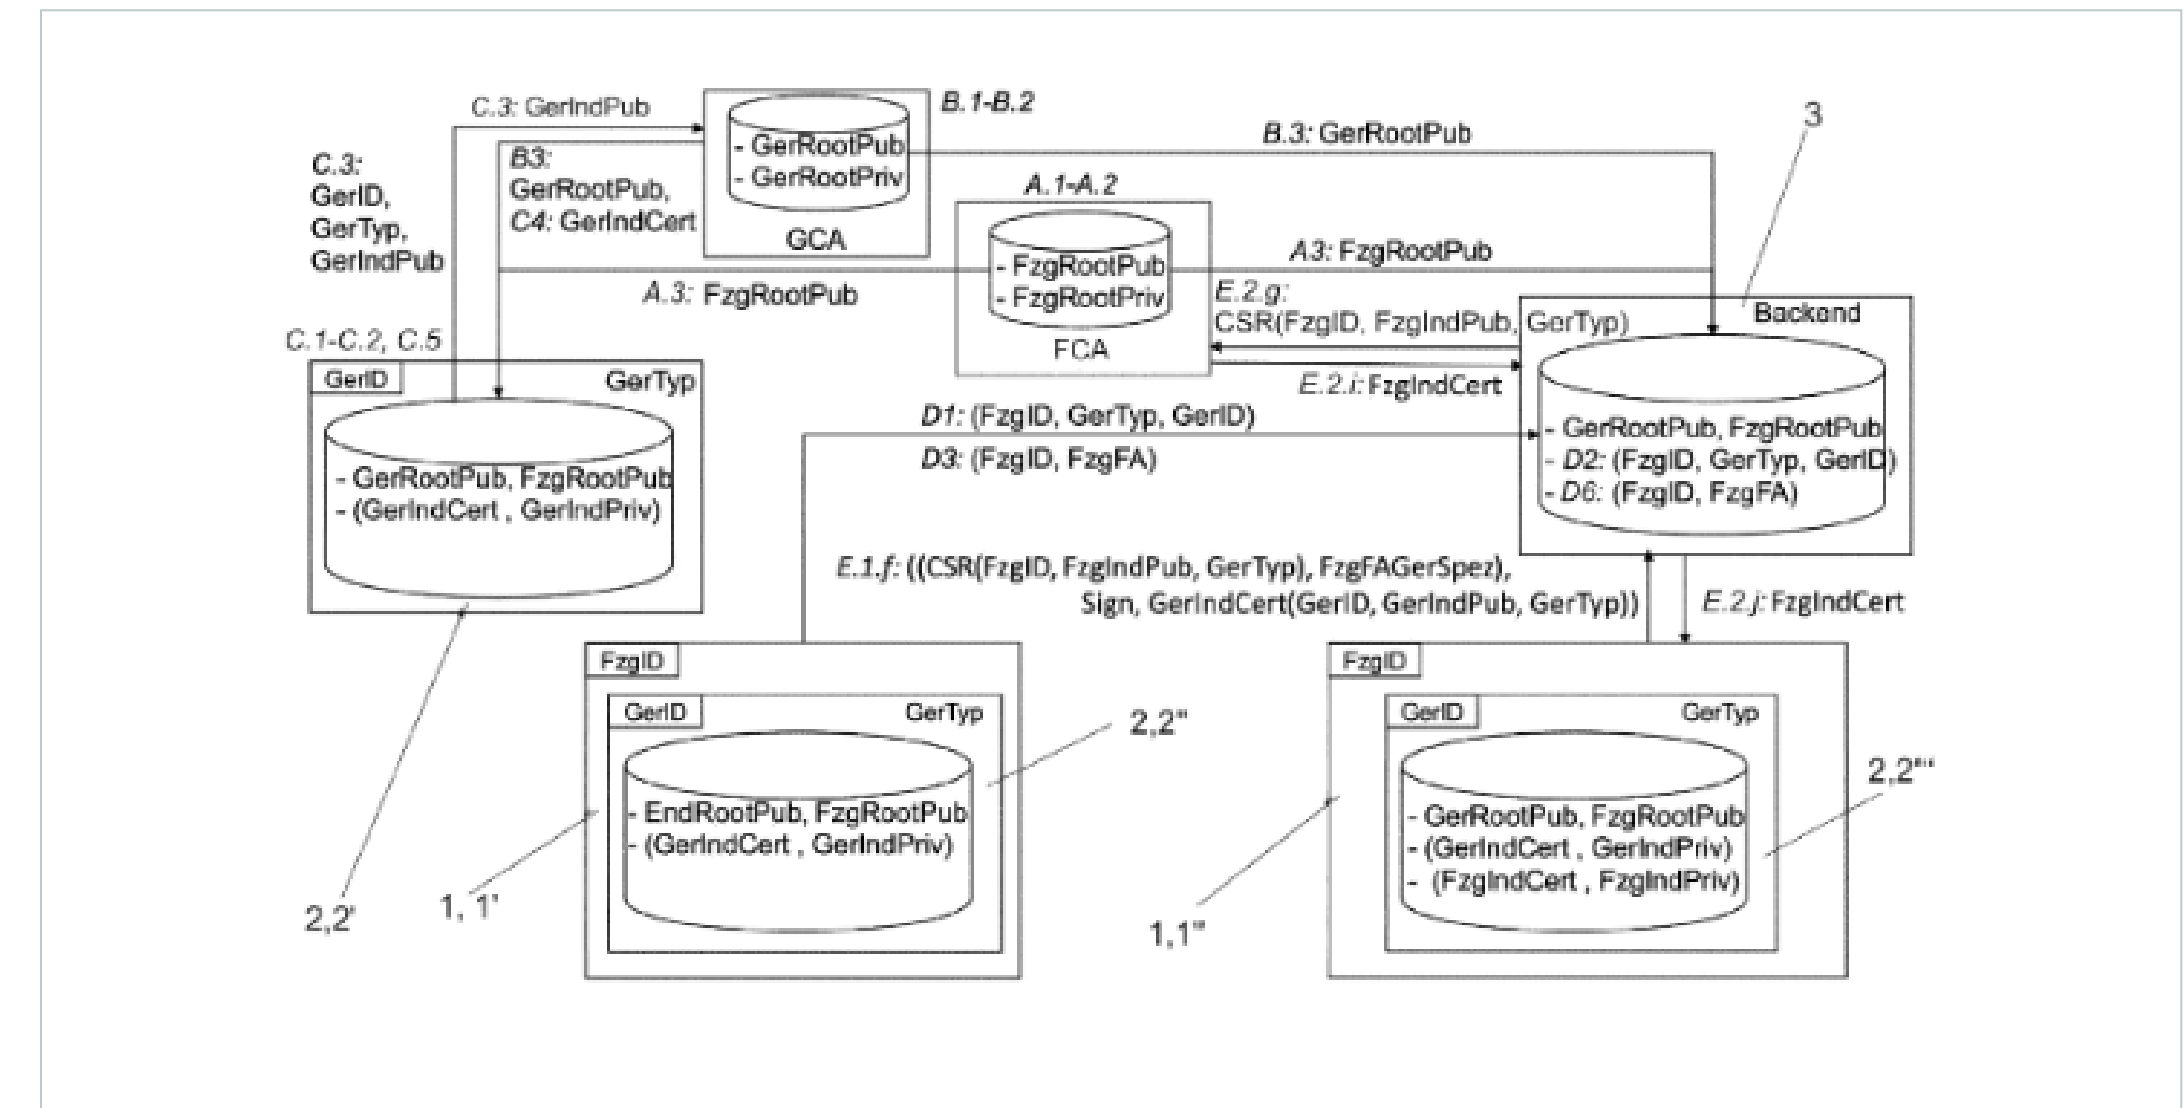 C.3: GerIndPub
B.1-B.2
3
C.3:
GerID,
GerTyp,
GerIndPub
B3:
GerRootPub,
C4: GerIndCert
- GerRootPub
- GerRootPriv
GCA
B.3: GerRootPub
A.1-A.2
- FzgRootPub
- FzgRootPriv
FCA
A.3: FzgRootPub
A3: FzgRootPub
E.2.g:
CSR(FzgID, FzgIndPub, GerTyp)
E.2.i: FzgIndCert
Backend
- GerRootPub, FzgRootPub
- D2: (FzgID, GerTyp, GerID)
- D6: (FzgID, FzgFA)
C.1-C.2, C.5
GerID
GerTyp
- GerRootPub, FzgRootPub
- (GerIndCert , GerIndPriv)
D1: (FzgID, GerTyp, GerID)
D3: (FzgID, FzgFA)
E.1.f: ((CSR(FzgID, FzgIndPub, GerTyp), FzgFAGerSpez),
Sign, GerIndCert(GerID, GerIndPub, GerTyp))
E.2.j: FzgIndCert
FzgID
GerID
GerTyp
- EndRootPub, FzgRootPub
- (GerIndCert , GerIndPriv)
2,2"
FzgID
GerID
GerTyp
- GerRootPub, FzgRootPub
- (GerIndCert , GerIndPriv)
- (FzgIndCert , FzgIndPriv)
2,2"'
2,2'
1, 1'
1,1"